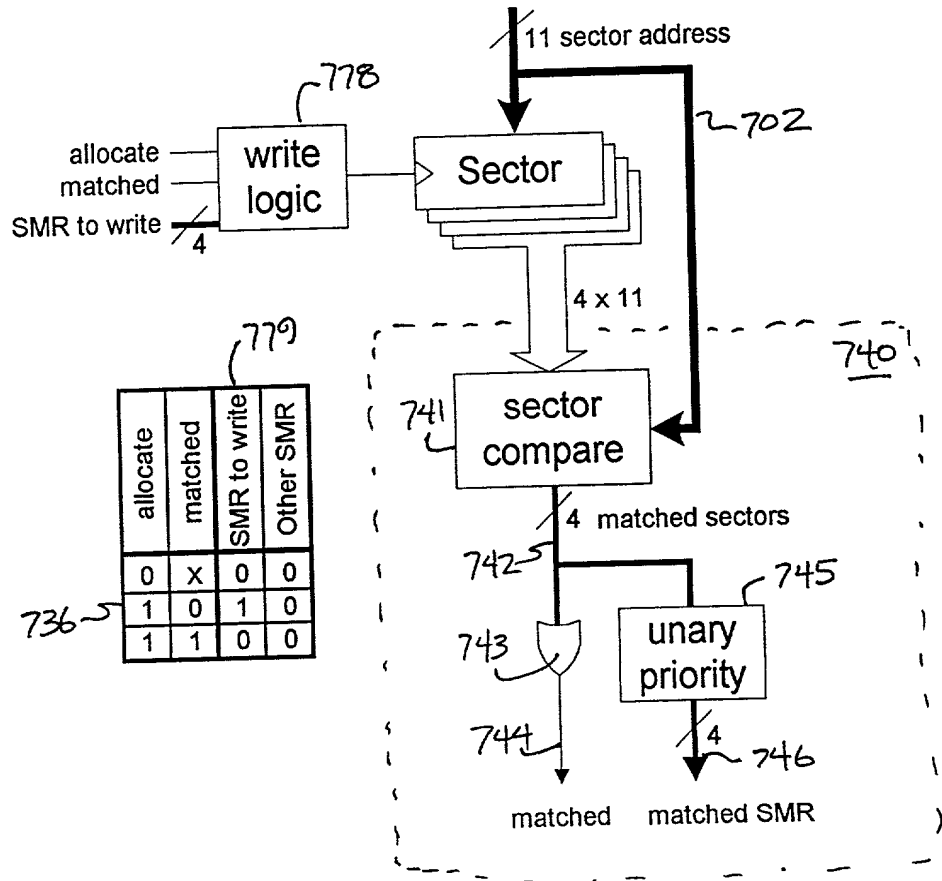 11 sector address
778
702
allocate
matched
SMR to write
4
write
logic
Sector
4 x 11
779
740
allocate
matched
SMR to write
Other SMR
0 X 0 0
736
1 0 1 0
1 1 0 0
741
sector
compare
4 matched sectors
742
745
743
unary
priority
744
4
746
matched
matched SMR